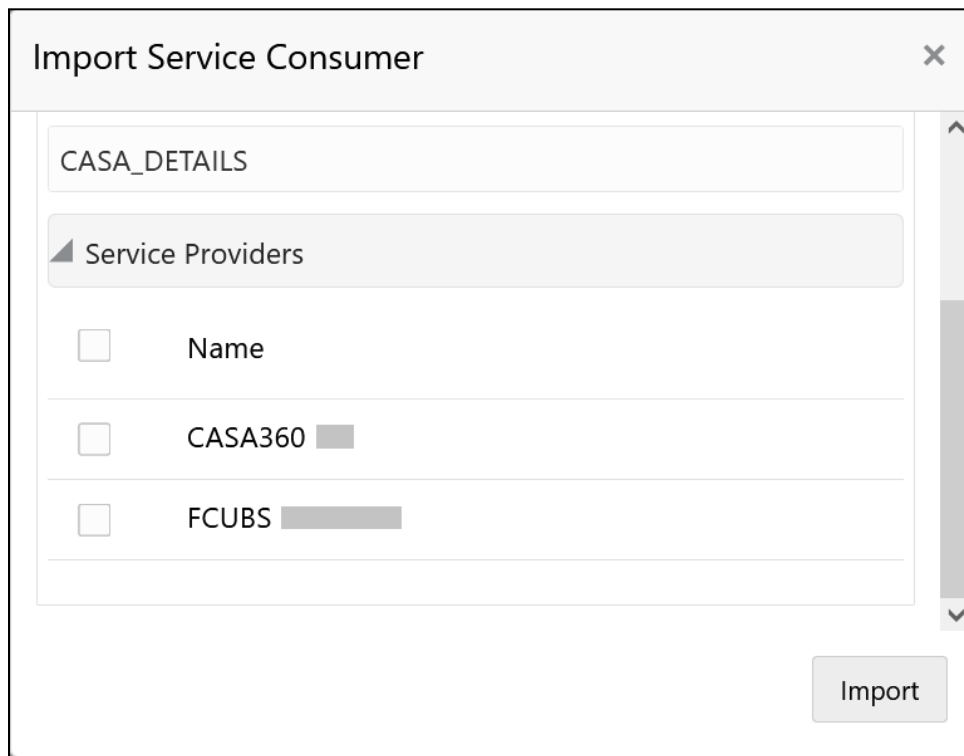 Import Service Consumer
CASA_DETAILS
Service Providers
Name
CASA360
FCUBS
Import